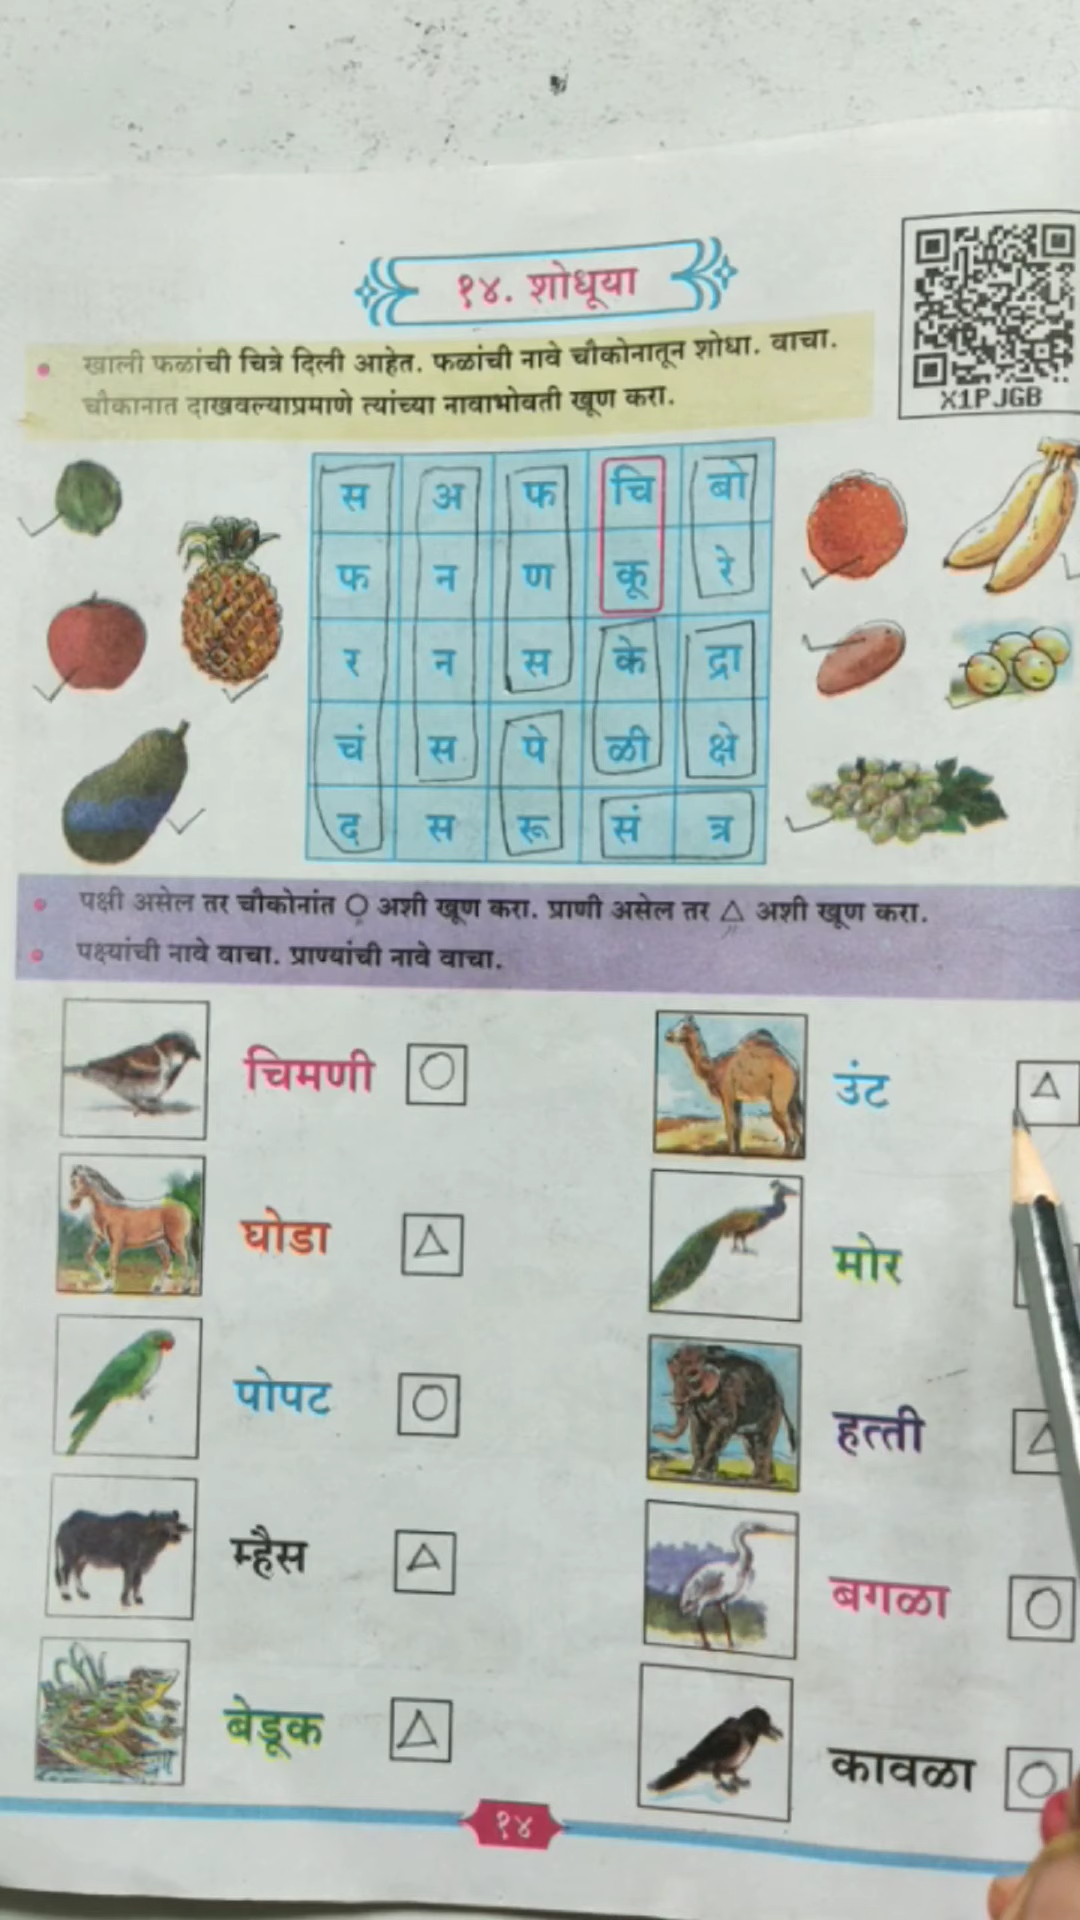 १४. शोधूया
X1PJGB
खाली फळांची चित्रे दिली आहेत. फळांची नावे चौकोनातून शोधा. वाचा.
चौकानात दाखवल्याप्रमाणे त्यांच्या नावाभोवती खूण करा.
स अ फ चि बो
फ न ण कू रे
र न स के द्रा
चं स पे ळी क्षे
द स रू सं त्र
पक्षी असेल तर चौकोनांत ○ अशी खूण करा. प्राणी असेल तर △ अशी खूण करा.
पक्ष्यांची नावे वाचा. प्राण्यांची नावे वाचा.
चिमणी
उंट
घोडा
मोर
पोपट
हत्ती
म्हैस
बगळा
बेडूक
कावळा
१४